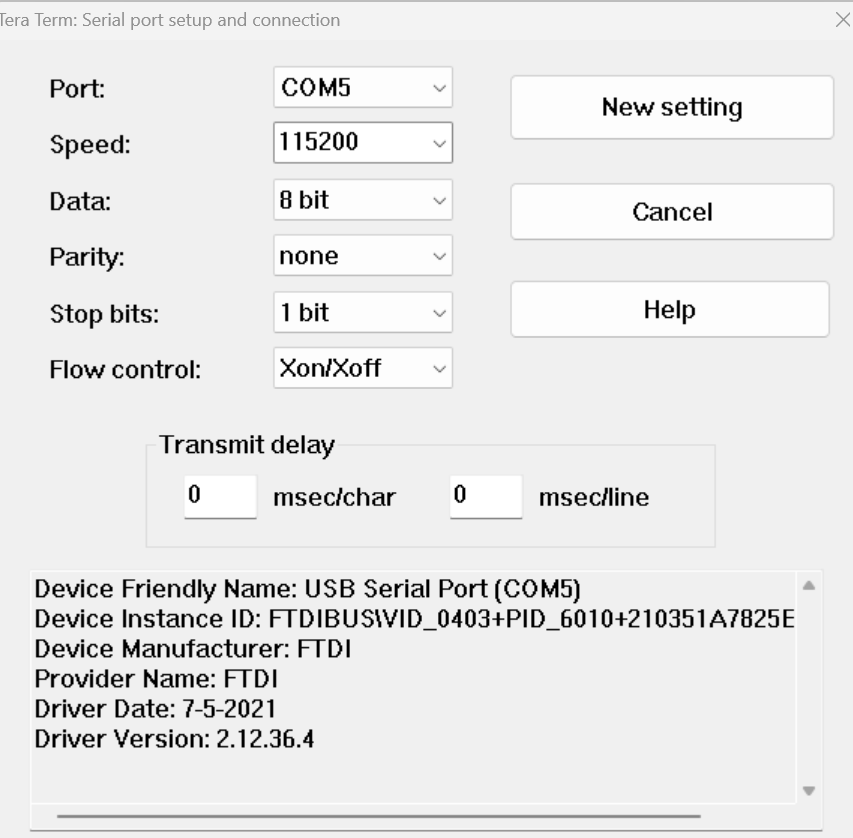 Tera Term: Serial port setup and connection
Port: COM5
New setting
Speed: 115200
Data: 8 bit
Cancel
Parity: none
Stop bits: 1 bit
Help
Flow control: Xon/Xoff
Transmit delay
0 msec/char 0 msec/line
Device Friendly Name: USB Serial Port (COM5)
Device Instance ID: FTDIBUS\VID_0403+PID_6010+210351A7825E
Device Manufacturer: FTDI
Provider Name: FTDI
Driver Date: 7-5-2021
Driver Version: 2.12.36.4